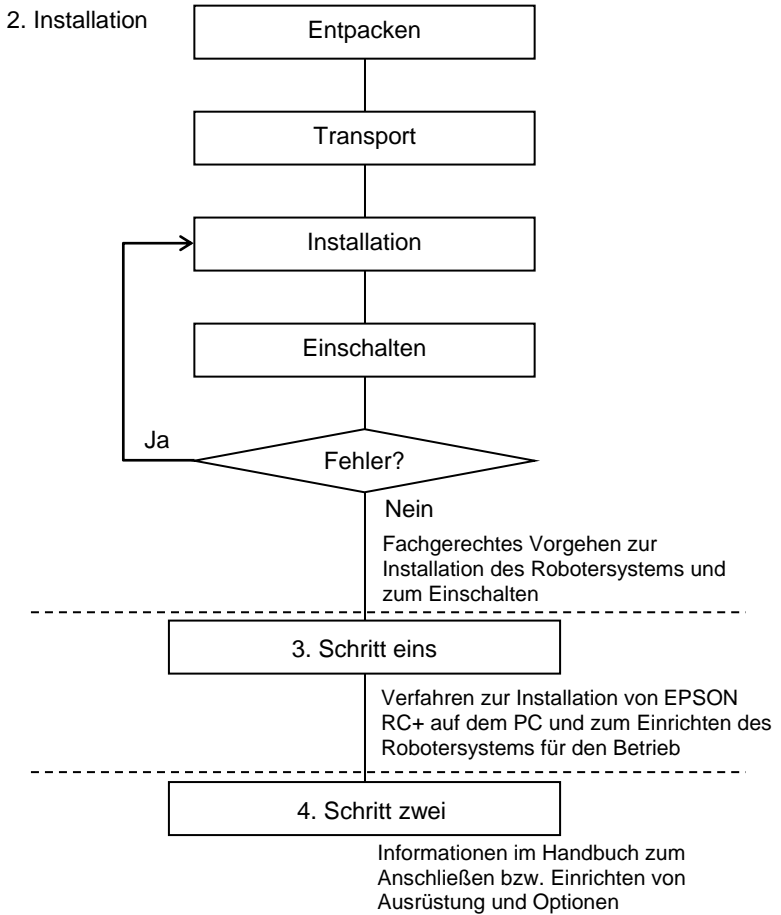 2. Installation
Entpacken
Transport
Installation
Einschalten
Ja
Fehler?
Nein
Fachgerechtes Vorgehen zur
Installation des Robotersystems und
zum Einschalten
3. Schritt eins
Verfahren zur Installation von EPSON
RC+ auf dem PC und zum Einrichten des
Robotersystems für den Betrieb
4. Schritt zwei
Informationen im Handbuch zum
Anschließen bzw. Einrichten von
Ausrüstung und Optionen